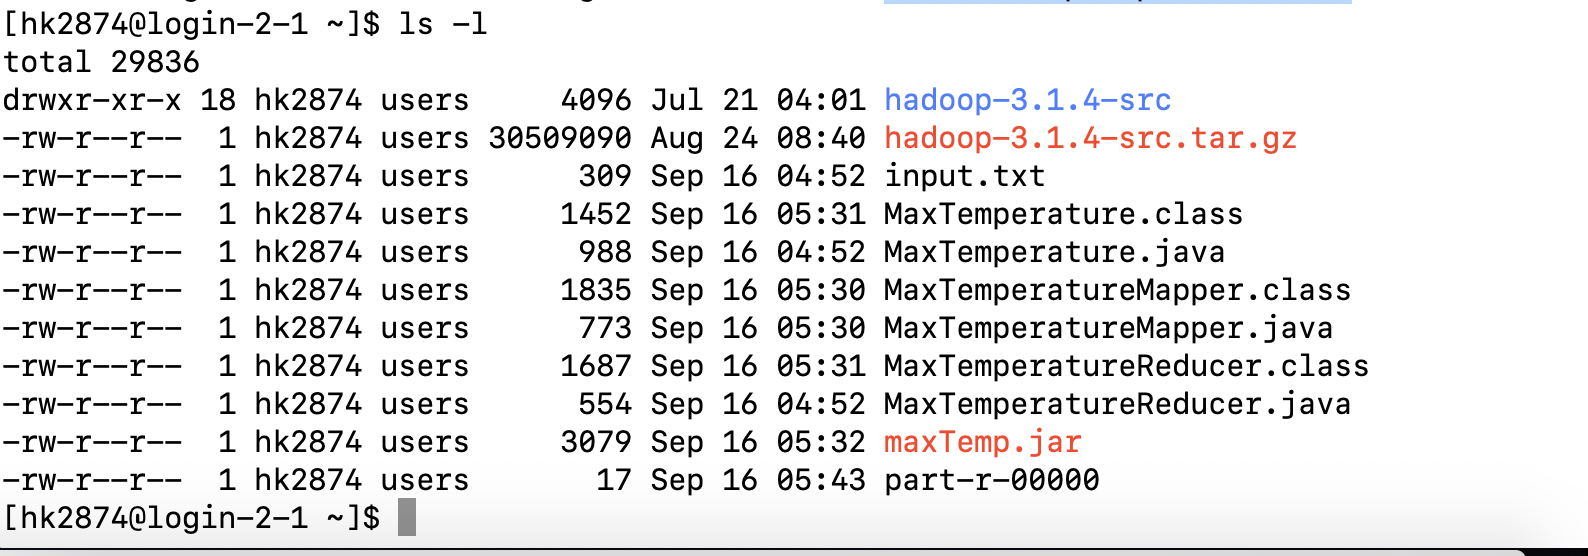 [hk2874@login-2-1 ~]$ ls -l
total 29836
drwxr-xr-x 18 hk2874 users     4096 Jul 21 04:01 hadoop-3.1.4-src
-rw-r--r--  1 hk2874 users 30509090 Aug 24 08:40 hadoop-3.1.4-src.tar.gz
-rw-r--r--  1 hk2874 users      309 Sep 16 04:52 input.txt
-rw-r--r--  1 hk2874 users     1452 Sep 16 05:31 MaxTemperature.class
-rw-r--r--  1 hk2874 users      988 Sep 16 04:52 MaxTemperature.java
-rw-r--r--  1 hk2874 users     1835 Sep 16 05:30 MaxTemperatureMapper.class
-rw-r--r--  1 hk2874 users      773 Sep 16 05:30 MaxTemperatureMapper.java
-rw-r--r--  1 hk2874 users     1687 Sep 16 05:31 MaxTemperatureReducer.class
-rw-r--r--  1 hk2874 users      554 Sep 16 04:52 MaxTemperatureReducer.java
-rw-r--r--  1 hk2874 users     3079 Sep 16 05:32 maxTemp.jar
-rw-r--r--  1 hk2874 users       17 Sep 16 05:43 part-r-00000
[hk2874@login-2-1 ~]$